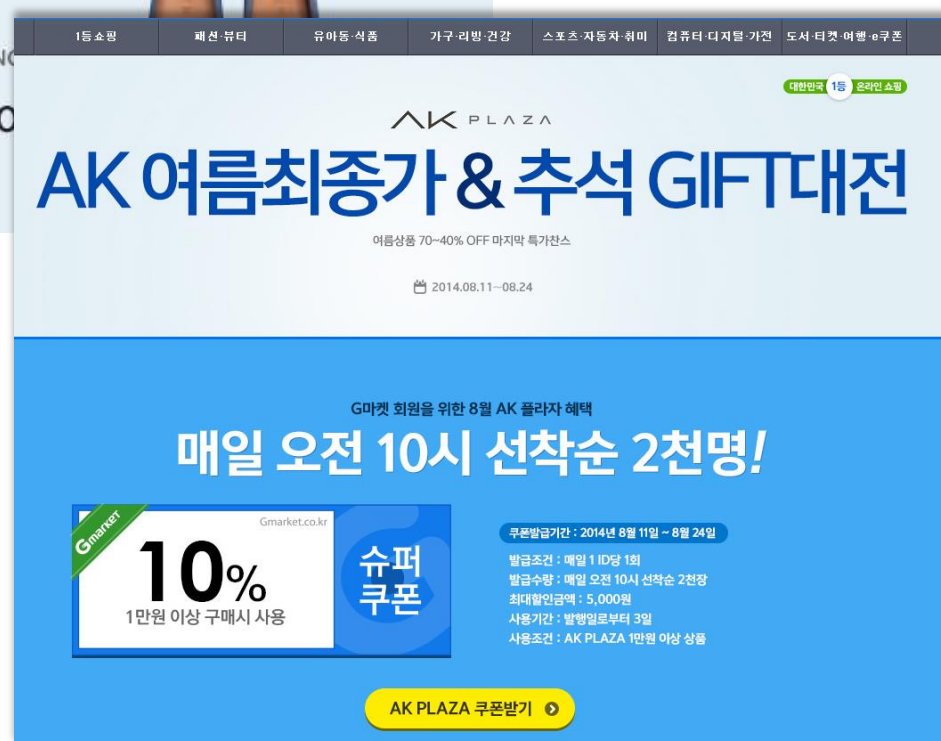 1등쇼핑 패션·뷰티 유아동·식품 가구·리빙·건강 스포츠·자동차·취미 컴퓨터·디지털·가전 도서·티켓·여행·e쿠폰
대한민국 1등 온라인 쇼핑
AK PLAZA
AK 여름최종가 & 추석 GIFT대전
여름상품 70~40% OFF 마지막 특가찬스
2014.08.11~08.24
G마켓 회원을 위한 8월 AK 플라자 혜택
매일 오전 10시 선착순 2천명!
Gmarket
Gmarket.co.kr
10%
1만원 이상 구매시 사용
슈퍼
쿠폰
쿠폰발급기간 : 2014년 8월 11일 ~ 8월 24일
발급조건 : 매일 1 ID당 1회
발급수량 : 매일 오전 10시 선착순 2천장
최대할인금액 : 5,000원
사용기간 : 발행일로부터 3일
사용조건 : AK PLAZA 1만원 이상 상품
AK PLAZA 쿠폰받기